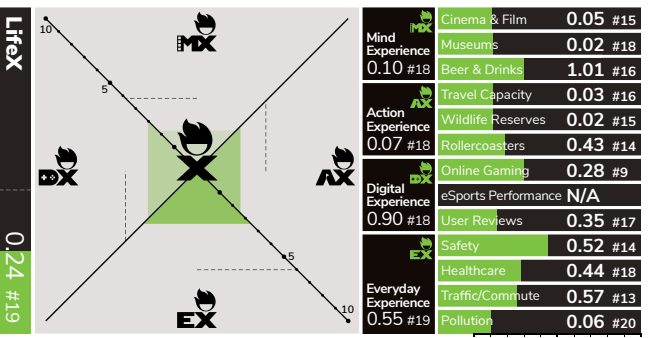 LifeX
0.24 #19
10
MX
5
X
DX
AX
5
EX
10
MX
Mind
Experience
0.10 #18
AX
Action
Experience
0.07 #18
DX
Digital
Experience
0.90 #18
EX
Everyday
Experience
0.55 #19
Cinema & Film 0.05 #15
Museums 0.02 #18
Beer & Drinks 1.01 #16
Travel Capacity 0.03 #16
Wildlife Reserves 0.02 #15
Rollercoasters 0.43 #14
Online Gaming 0.28 #9
eSports Performance N/A
User Reviews 0.35 #17
Safety 0.52 #14
Healthcare 0.44 #18
Traffic/Commute 0.57 #13
Pollution 0.06 #20